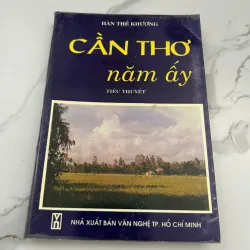 HÀN THẾ KHƯƠNG
CẦN THƠ
năm ấy
TIỂU THUYẾT
NHÀ XUẤT BẢN VĂN NGHỆ TP. HỒ CHÍ MINH